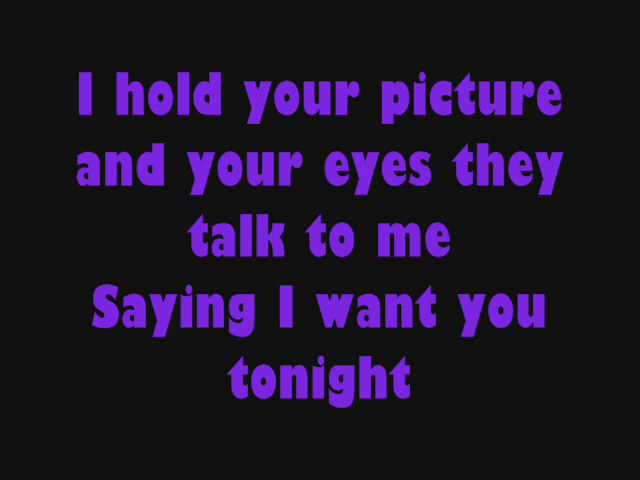 I hold your picture
and your eyes they
talk to me
Saying I want you
tonight